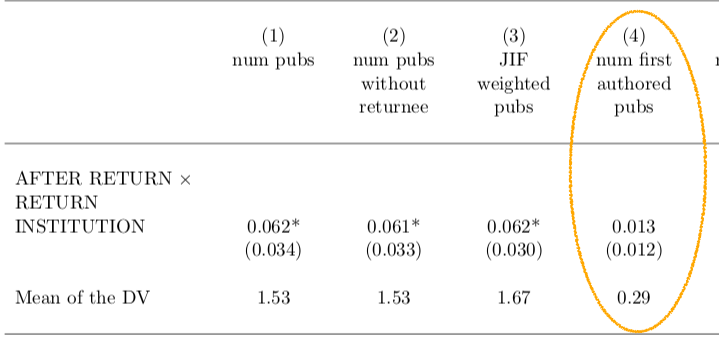 (1) (2) (3) (4)
num pubs num pubs JIF num first
without weighted authored
returnee pubs pubs
AFTER RETURN ×
RETURN
INSTITUTION 0.062* 0.061* 0.062* 0.013
(0.034) (0.033) (0.030) (0.012)
Mean of the DV 1.53 1.53 1.67 0.29